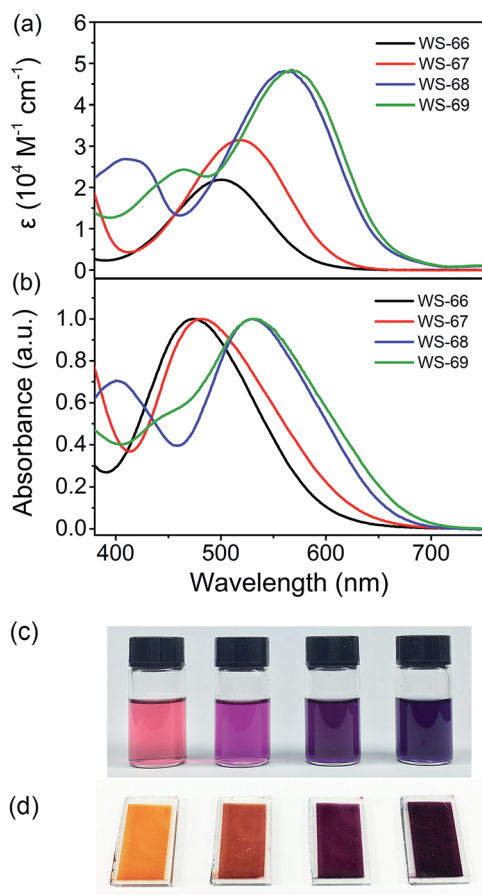 (a)
6
5
4
3
2
1
0
ε (10⁴ M⁻¹ cm⁻¹)
WS-66
WS-67
WS-68
WS-69
(b)
1.0
0.8
0.6
0.4
0.2
0.0
Absorbance (a.u.)
WS-66
WS-67
WS-68
WS-69
400 500 600 700
Wavelength (nm)
(c)
(d)